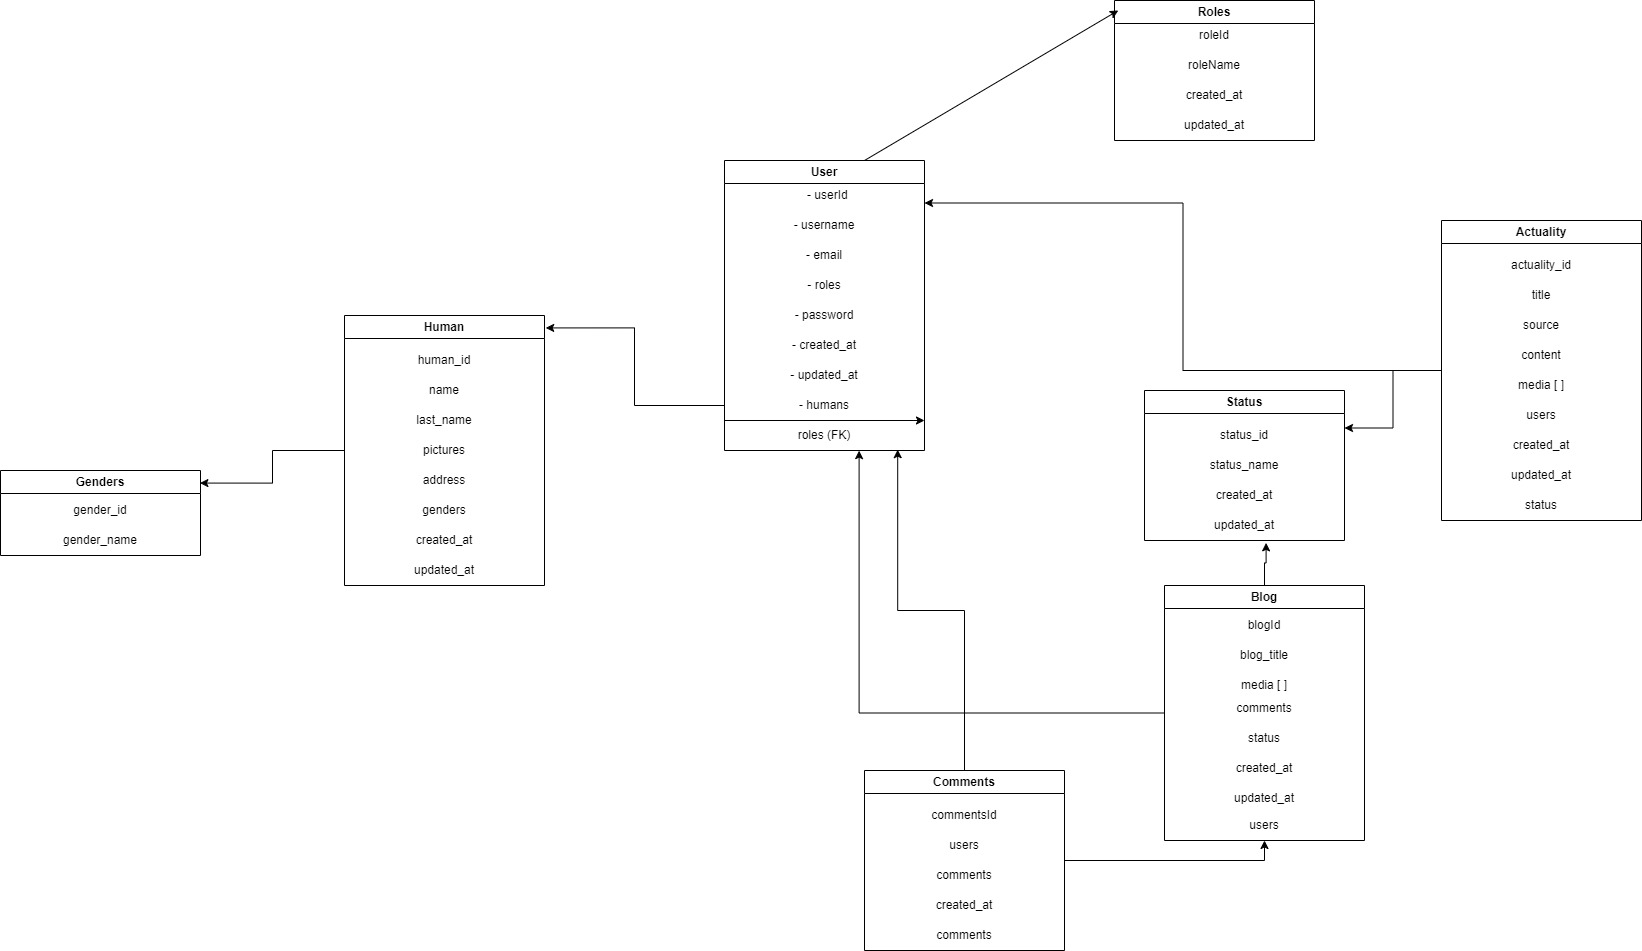 Roles
roleId
roleName
created_at
updated_at
User
- userId
- username
- email
- roles
- password
- created_at
- updated_at
- humans
roles (FK)
Actuality
actuality_id
title
source
content
media [ ]
users
created_at
updated_at
status
Human
human_id
name
last_name
pictures
address
genders
created_at
updated_at
Status
status_id
status_name
created_at
updated_at
Genders
gender_id
gender_name
Blog
blogId
blog_title
media [ ]
comments
status
created_at
updated_at
users
Comments
commentsId
users
comments
created_at
comments